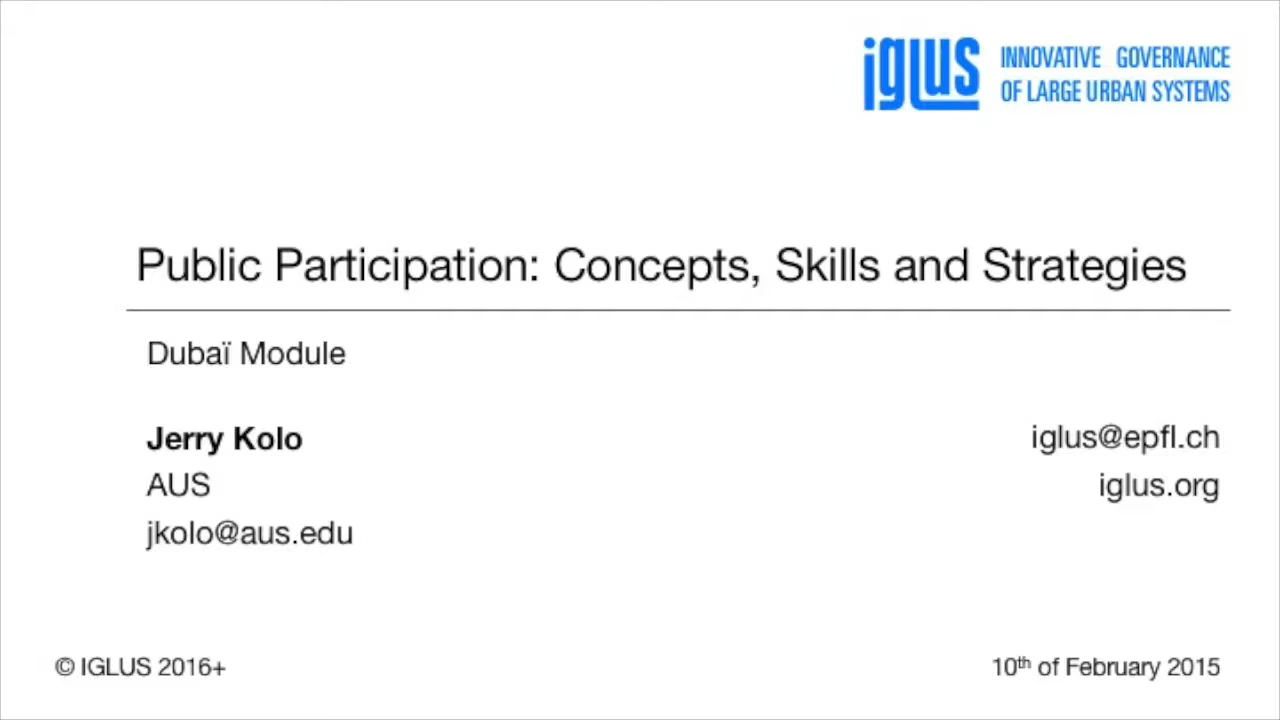 iglus INNOVATIVE GOVERNANCE
OF LARGE URBAN SYSTEMS
Public Participation: Concepts, Skills and Strategies
Dubaï Module
Jerry Kolo
AUS
jkolo@aus.edu
iglus@epfl.ch
iglus.org
© IGLUS 2016+
10th of February 2015